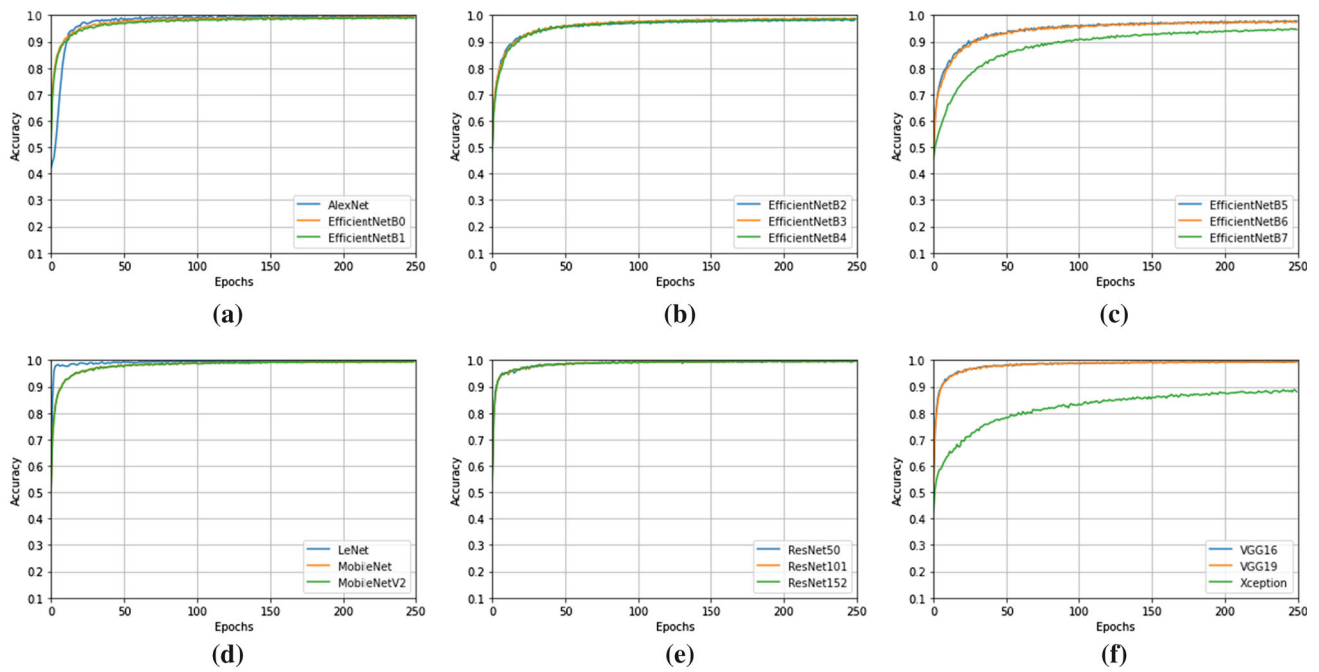 1.0
0.9
0.8
0.7
0.6
0.5
0.4
0.3
0.2
0.1
Accuracy
AlexNet
EfficientNetB0
EfficientNetB1
0 50 100 150 200 250
Epochs
(a)
1.0
0.9
0.8
0.7
0.6
0.5
0.4
0.3
0.2
0.1
Accuracy
EfficientNetB2
EfficientNetB3
EfficientNetB4
0 50 100 150 200 250
Epochs
(b)
1.0
0.9
0.8
0.7
0.6
0.5
0.4
0.3
0.2
0.1
Accuracy
EfficientNetB5
EfficientNetB6
EfficientNetB7
0 50 100 150 200 250
Epochs
(c)
1.0
0.9
0.8
0.7
0.6
0.5
0.4
0.3
0.2
0.1
Accuracy
LeNet
MobileNet
MobileNetV2
0 50 100 150 200 250
Epochs
(d)
1.0
0.9
0.8
0.7
0.6
0.5
0.4
0.3
0.2
0.1
Accuracy
ResNet50
ResNet101
ResNet152
0 50 100 150 200 250
Epochs
(e)
1.0
0.9
0.8
0.7
0.6
0.5
0.4
0.3
0.2
0.1
Accuracy
VGG16
VGG19
Xception
0 50 100 150 200 250
Epochs
(f)